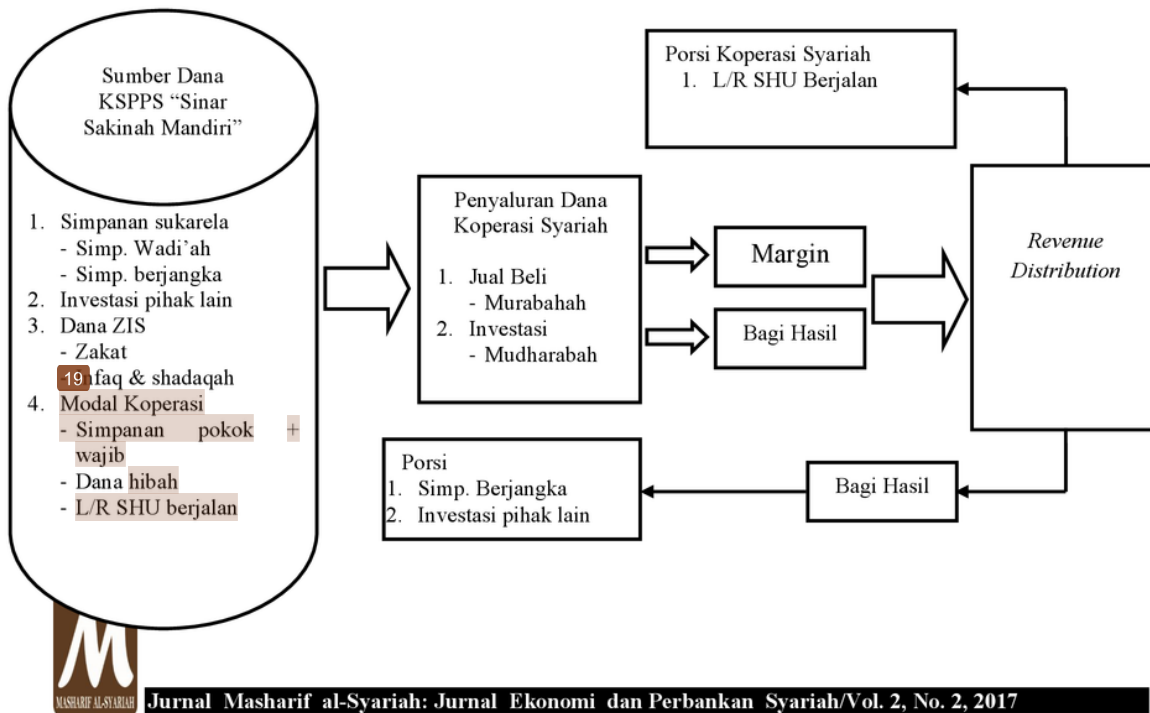 Sumber Dana
KSPPS “Sinar
Sakinah Mandiri”
1. Simpanan sukarela
- Simp. Wadi’ah
- Simp. berjangka
2. Investasi pihak lain
3. Dana ZIS
- Zakat
19 nfaq & shadaqah
4. Modal Koperasi
- Simpanan pokok +
wajib
- Dana hibah
- L/R SHU berjalan
Penyaluran Dana
Koperasi Syariah
1. Jual Beli
- Murabahah
2. Investasi
- Mudharabah
Margin
Bagi Hasil
Revenue
Distribution
Porsi Koperasi Syariah
1. L/R SHU Berjalan
Bagi Hasil
Porsi
1. Simp. Berjangka
2. Investasi pihak lain
M
MASHARIF AL-SYARIAH
Jurnal Masharif al-Syariah: Jurnal Ekonomi dan Perbankan Syariah/Vol. 2, No. 2, 2017